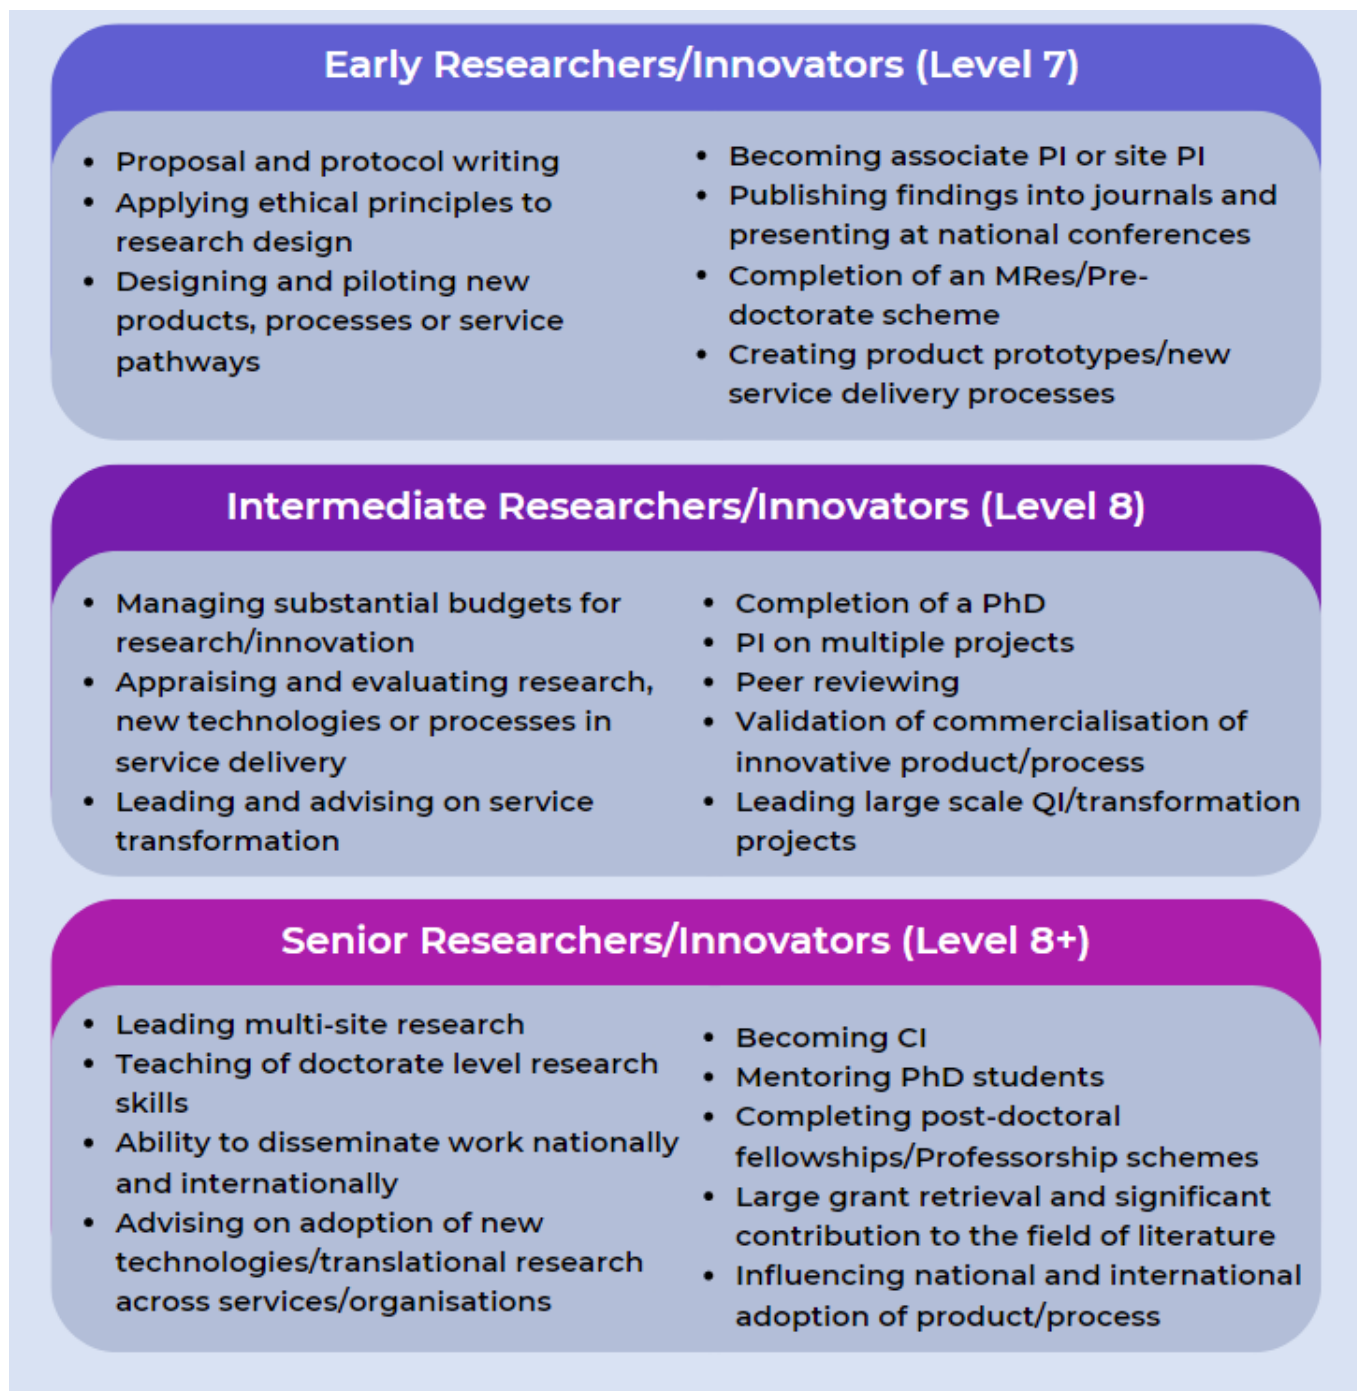 Early Researchers/Innovators (Level 7)
• Proposal and protocol writing
• Applying ethical principles to
research design
• Designing and piloting new
products, processes or service
pathways
• Becoming associate PI or site PI
• Publishing findings into journals and
presenting at national conferences
• Completion of an MRes/Pre-
doctorate scheme
• Creating product prototypes/new
service delivery processes
Intermediate Researchers/Innovators (Level 8)
• Managing substantial budgets for
research/innovation
• Appraising and evaluating research,
new technologies or processes in
service delivery
• Leading and advising on service
transformation
• Completion of a PhD
• PI on multiple projects
• Peer reviewing
• Validation of commercialisation of
innovative product/process
• Leading large scale QI/transformation
projects
Senior Researchers/Innovators (Level 8+)
• Leading multi-site research
• Teaching of doctorate level research
skills
• Ability to disseminate work nationally
and internationally
• Advising on adoption of new
technologies/translational research
across services/organisations
• Becoming CI
• Mentoring PhD students
• Completing post-doctoral
fellowships/Professorship schemes
• Large grant retrieval and significant
contribution to the field of literature
• Influencing national and international
adoption of product/process